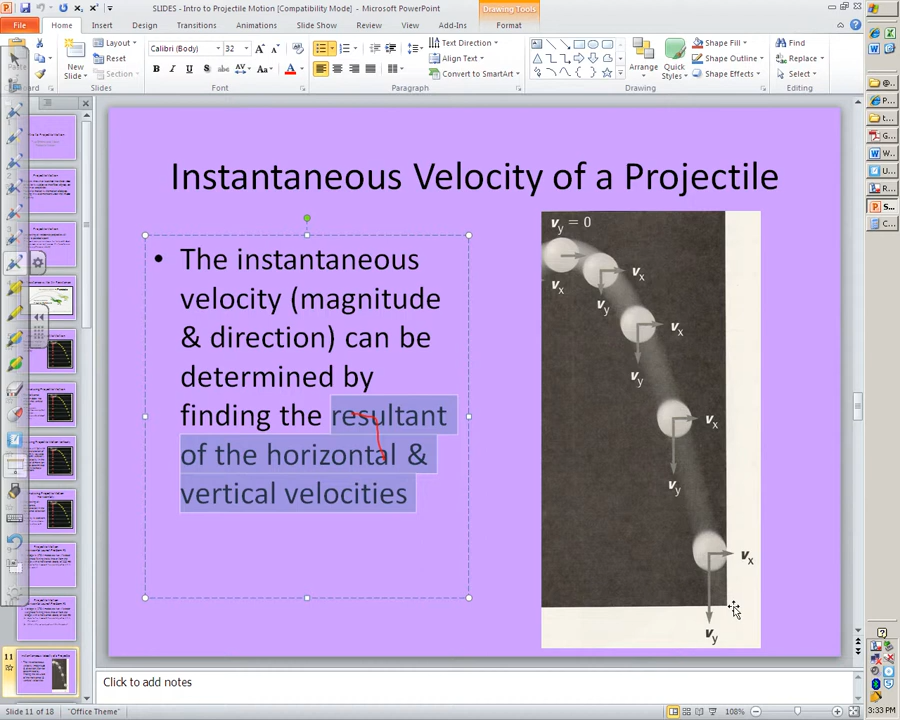 SLIDES - Intro to Projectile Motion [Compatibility Mode] - Microsoft PowerPoint
Drawing Tools
File Home Insert Design Transitions Animations Slide Show Review View Add-Ins Format
New Slide
Layout
Reset
Section
Calibri (Body) 32
Text Direction
Align Text
Convert to SmartArt
Arrange
Quick Styles
Shape Fill
Shape Outline
Shape Effects
Find
Replace
Select
Slides Font Paragraph Drawing Editing
Instantaneous Velocity of a Projectile
• The instantaneous
velocity (magnitude
& direction) can be
determined by
finding the resultant
of the horizontal &
vertical velocities
vy = 0
vx
vx
vy
vx
vy
vx
vy
vx
vy
11
Click to add notes
Slide 11 of 18 "Office Theme" 108%
3:33 PM